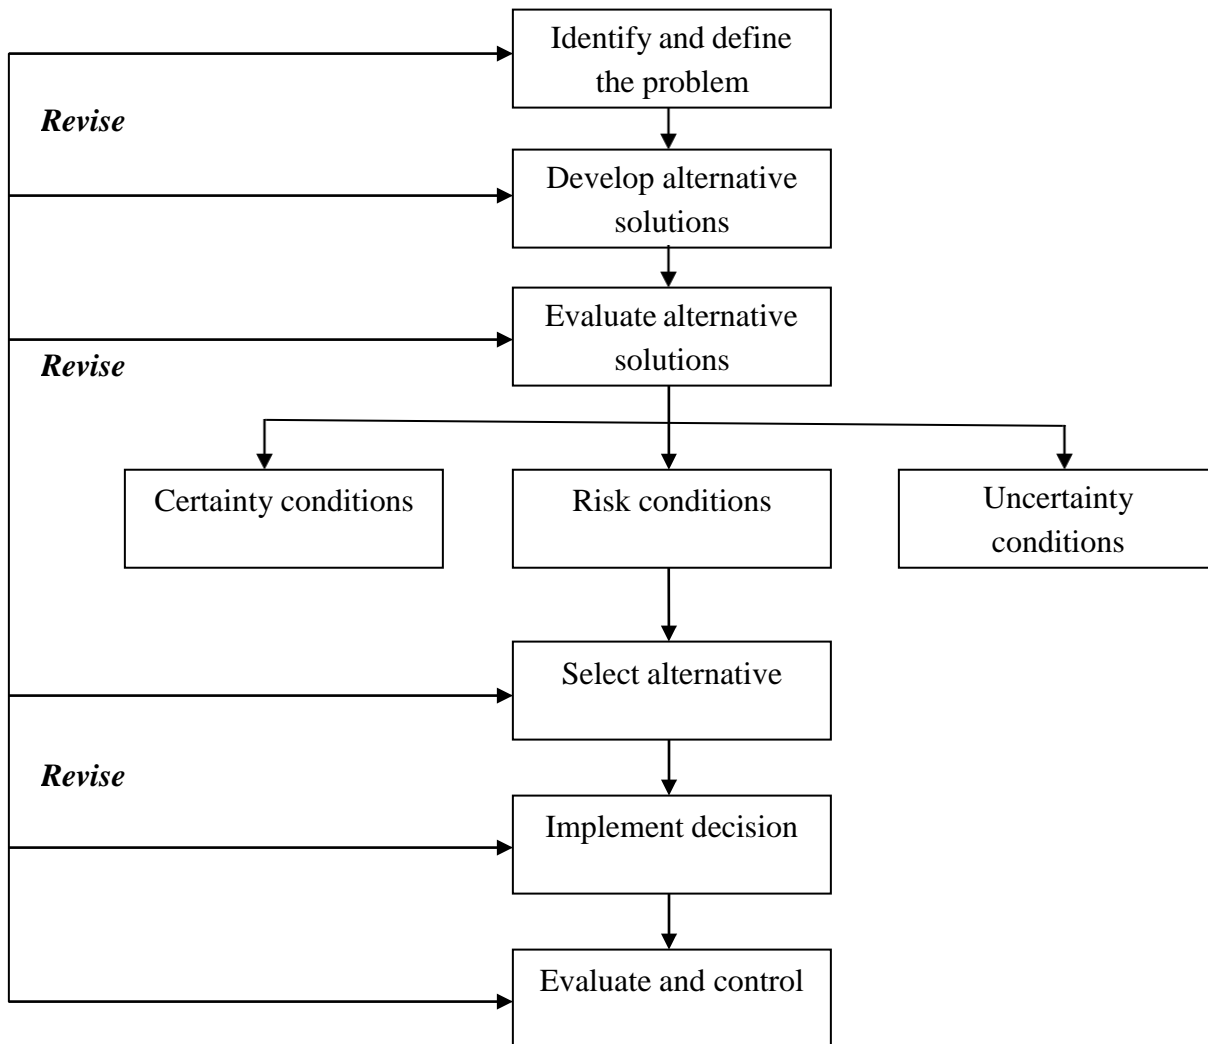 Identify and define
the problem
Revise
Develop alternative
solutions
Evaluate alternative
solutions
Revise
Certainty conditions
Risk conditions
Uncertainty
conditions
Select alternative
Revise
Implement decision
Evaluate and control